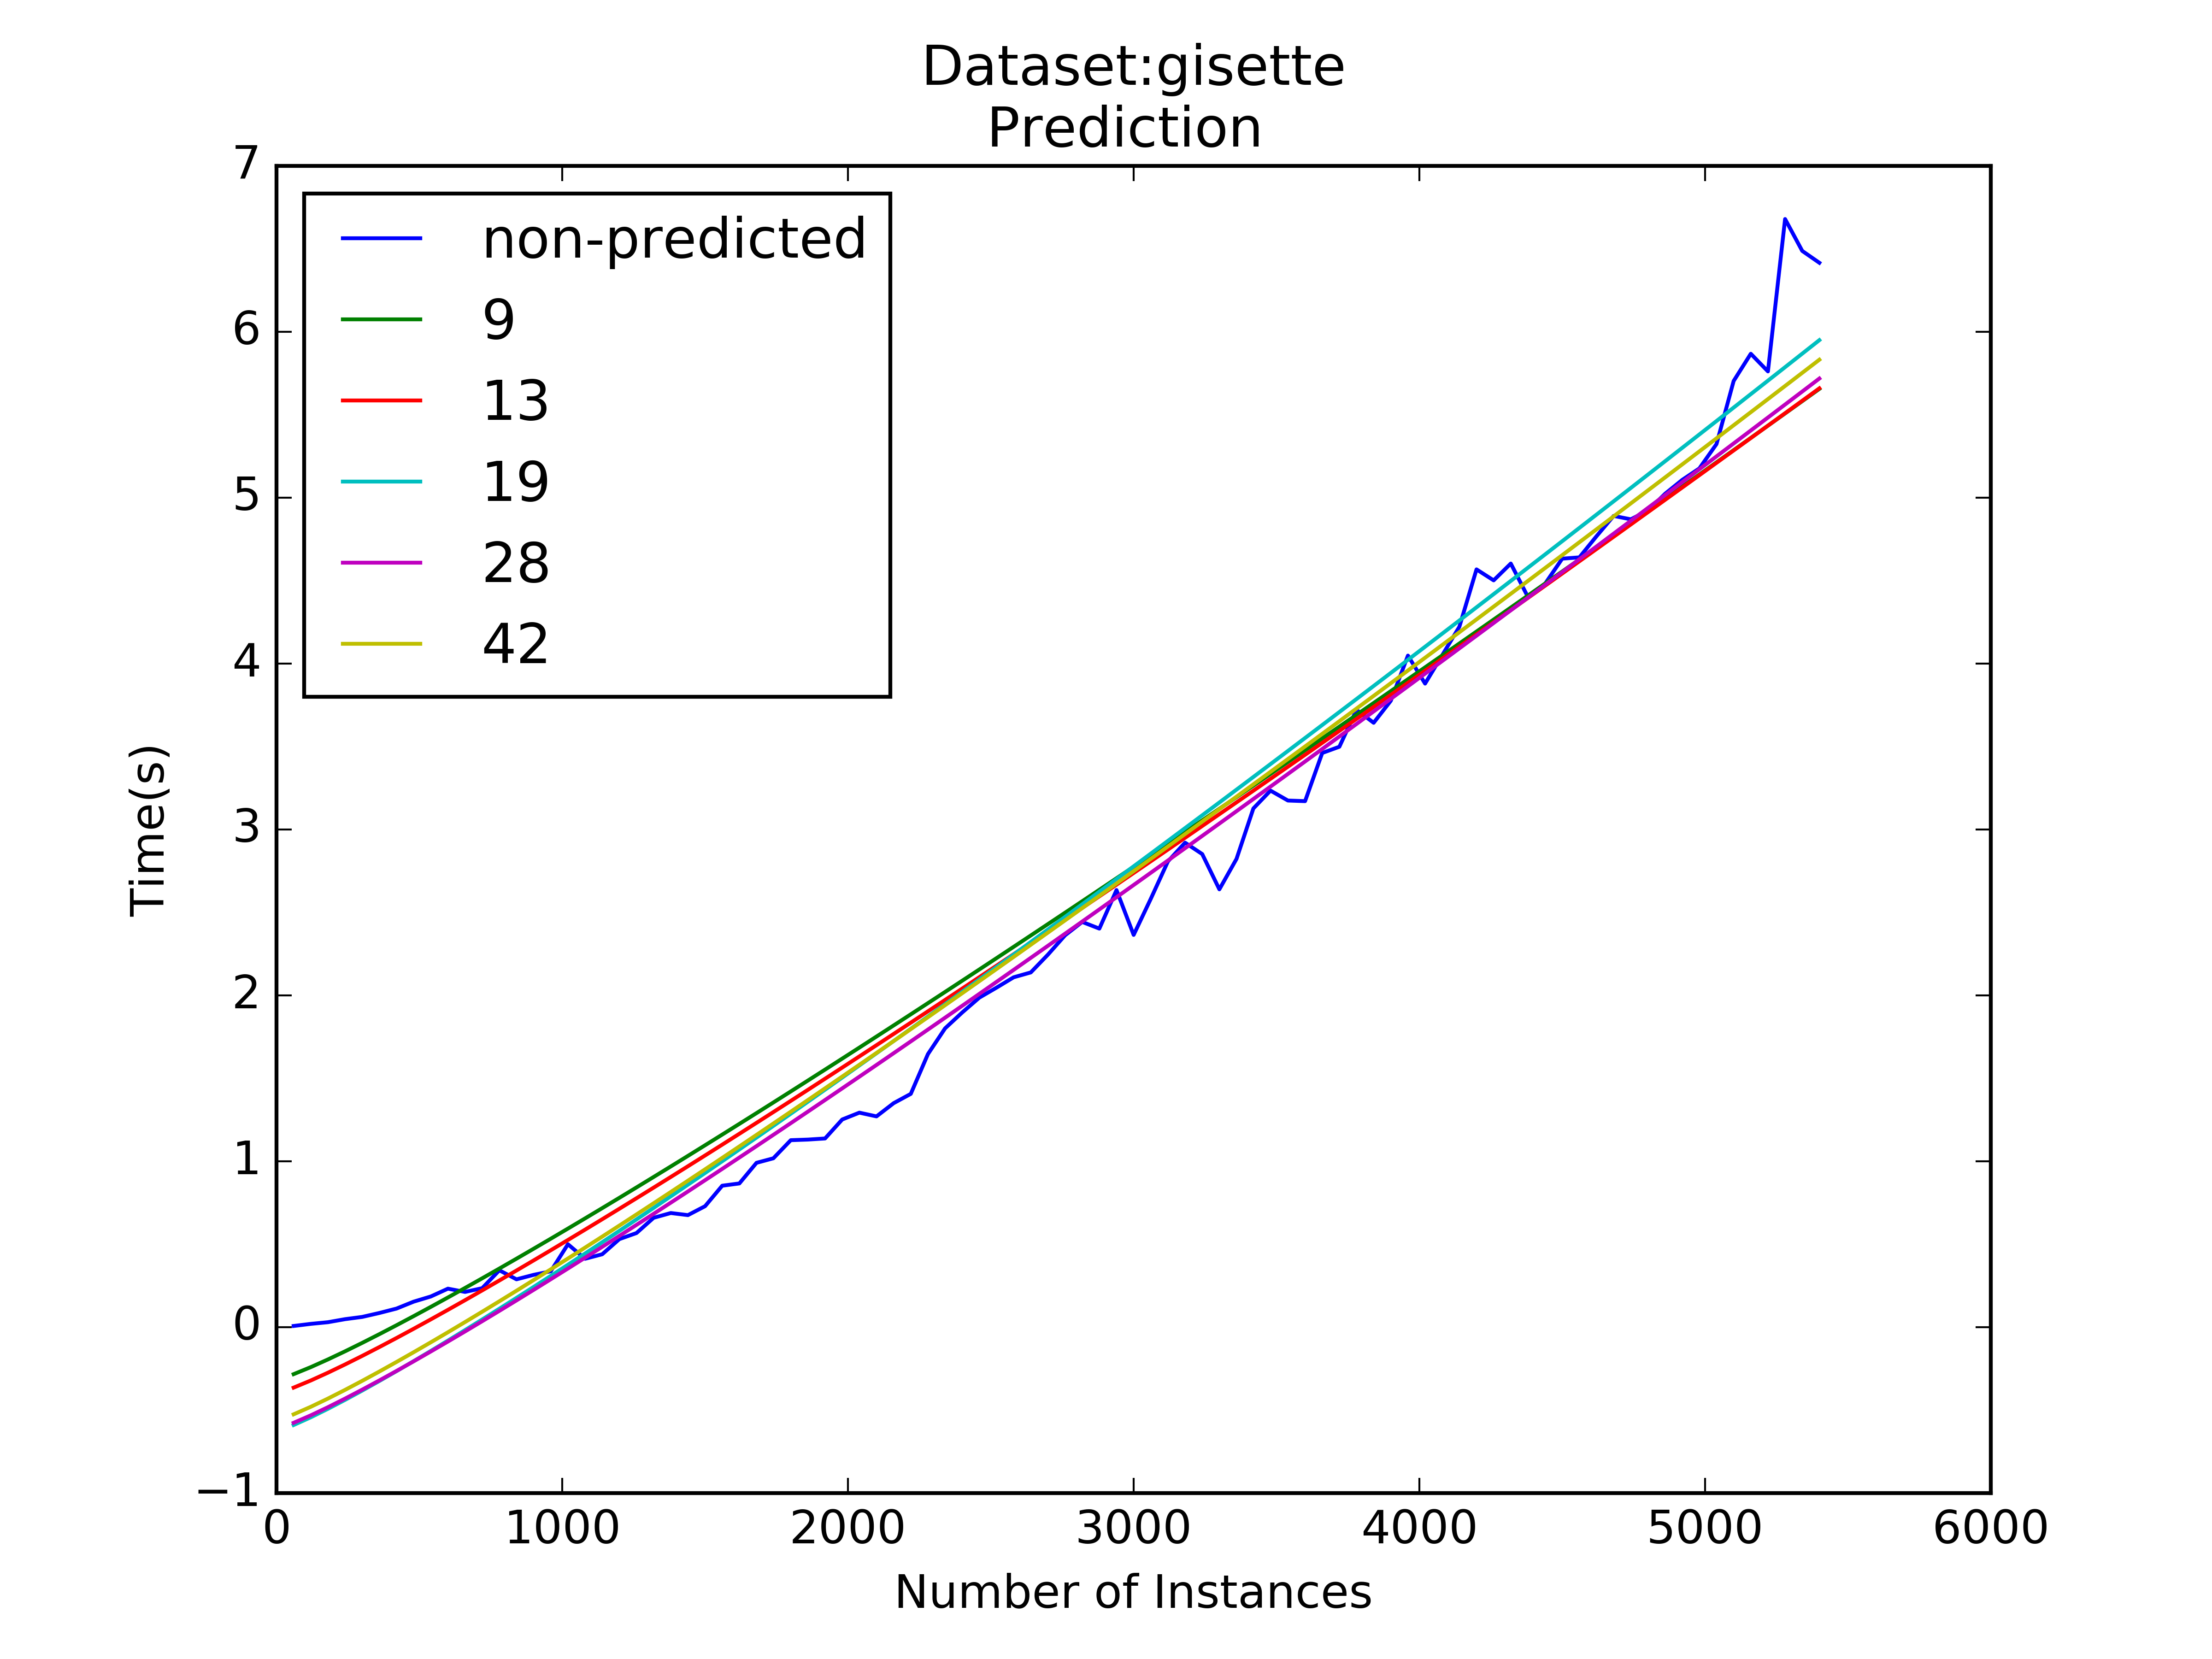 Dataset:gisette
Prediction
7
6
5
4
3
2
1
0
−1
non-predicted
9
13
19
28
42
Time(s)
0 1000 2000 3000 4000 5000 6000
Number of Instances